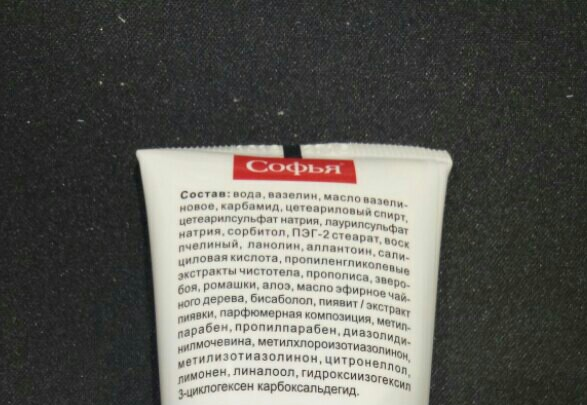 Софья
Состав: вода, вазелин, масло вазели-
новое, карбамид, цетеариловый спирт,
цетеарилсульфат натрия, лаурилсульфат
натрия, сорбитол, ПЭГ-2 стеарат, воск
пчелиный, ланолин, аллантоин, сали-
циловая кислота, пропиленгликолевые
экстракты чистотела, прополиса, зверо-
боя, ромашки, алоэ, масло эфирное чай-
ного дерева, бисаболол, пиявит / экстракт
пиявки, парфюмерная композиция, метил-
парабен, пропилпарабен, диазолиди-
нилмочевина, метилхлороизотиазолинон,
метилизотиазолинон, цитронеллол,
лимонен, линалоол, гидроксиизогексил
3-циклогексен карбоксальдегид.